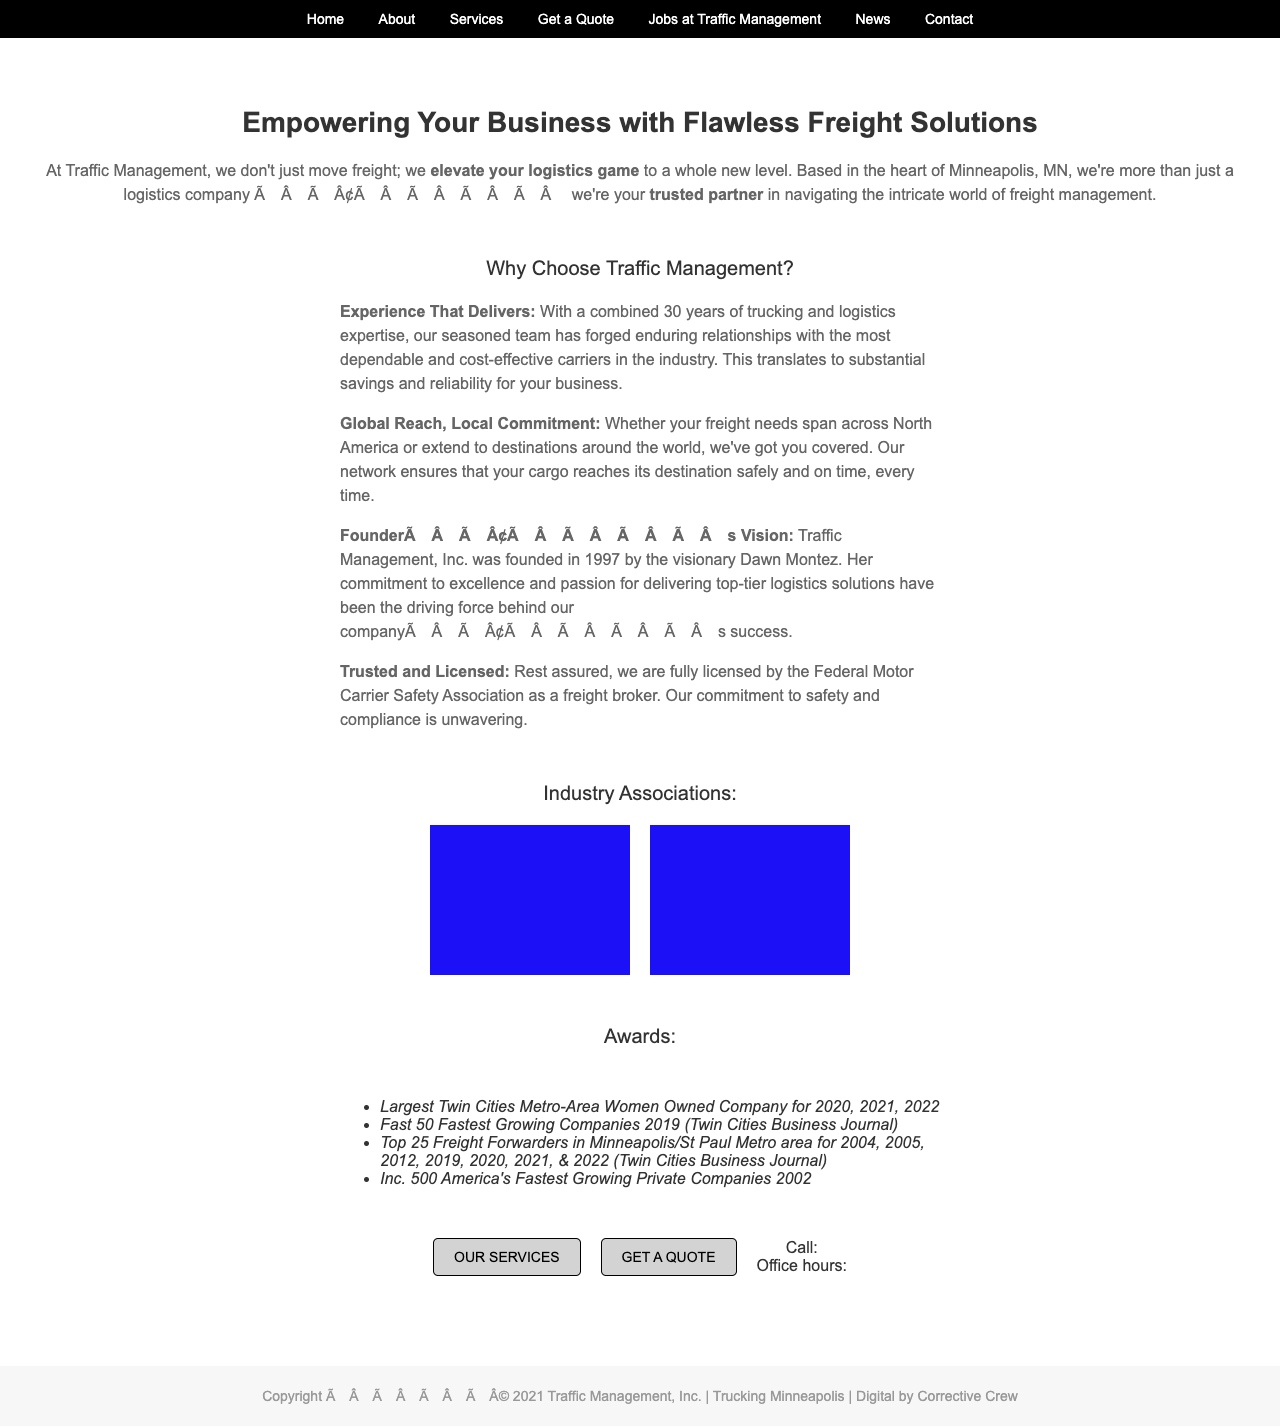 Home About Services Get a Quote Jobs at Traffic Management News Contact
Empowering Your Business with Flawless Freight Solutions
At Traffic Management, we don't just move freight; we elevate your logistics game to a whole new level. Based in the heart of Minneapolis, MN, we're more than just a
logistics company Ã Â Ã Â¢Ã Â Ã Â Ã Â Ã Â we're your trusted partner in navigating the intricate world of freight management.
Why Choose Traffic Management?
Experience That Delivers: With a combined 30 years of trucking and logistics
expertise, our seasoned team has forged enduring relationships with the most
dependable and cost-effective carriers in the industry. This translates to substantial
savings and reliability for your business.
Global Reach, Local Commitment: Whether your freight needs span across North
America or extend to destinations around the world, we've got you covered. Our
network ensures that your cargo reaches its destination safely and on time, every
time.
FounderÃ Â Ã Â¢Ã Â Ã Â Ã Â Ã Â s Vision: Traffic
Management, Inc. was founded in 1997 by the visionary Dawn Montez. Her
commitment to excellence and passion for delivering top-tier logistics solutions have
been the driving force behind our
companyÃ Â Ã Â¢Ã Â Ã Â Ã Â Ã Â s success.
Trusted and Licensed: Rest assured, we are fully licensed by the Federal Motor
Carrier Safety Association as a freight broker. Our commitment to safety and
compliance is unwavering.
Industry Associations:
Awards:
• Largest Twin Cities Metro-Area Women Owned Company for 2020, 2021, 2022
• Fast 50 Fastest Growing Companies 2019 (Twin Cities Business Journal)
• Top 25 Freight Forwarders in Minneapolis/St Paul Metro area for 2004, 2005,
2012, 2019, 2020, 2021, & 2022 (Twin Cities Business Journal)
• Inc. 500 America's Fastest Growing Private Companies 2002
OUR SERVICES GET A QUOTE Call:
Office hours:
Copyright Ã Â Ã Â Ã Â Ã Â© 2021 Traffic Management, Inc. | Trucking Minneapolis | Digital by Corrective Crew